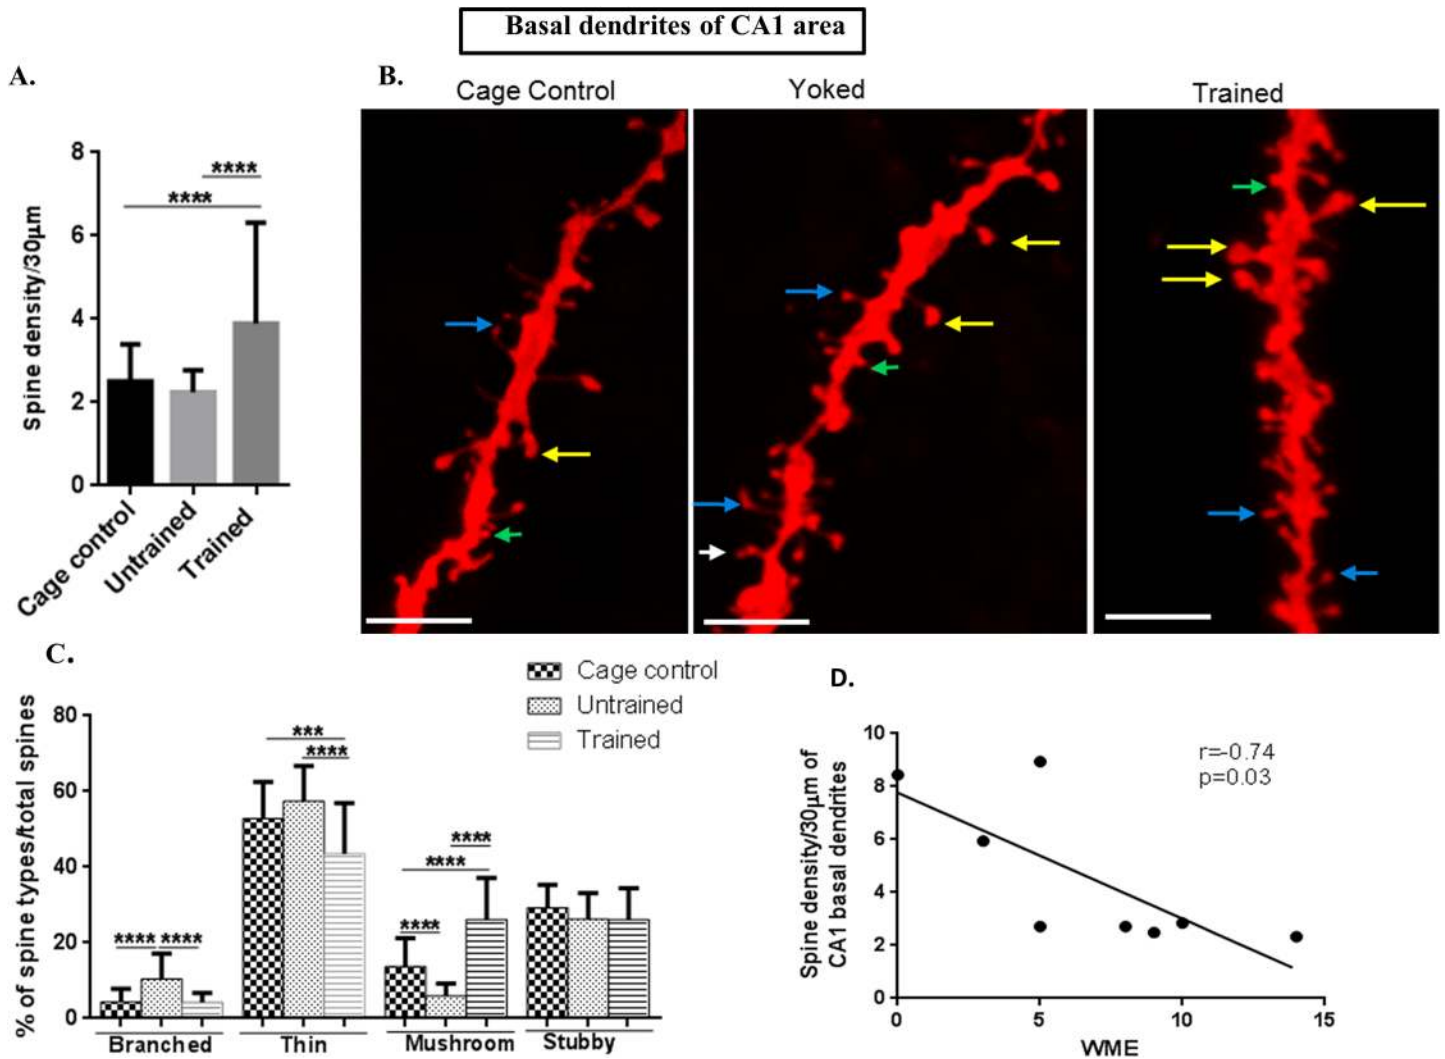 Basal dendrites of CA1 area
A.
B.
Cage Control
Yoked
Trained
8
6
4
2
0
Spine density/30μm
****
****
Cage control
Untrained
Trained
C.
Cage control
Untrained
Trained
80
60
40
20
0
% of spine types/total spines
**** ****
***
****
****
****
****
Branched
Thin
Mushroom
Stubby
D.
r=-0.74
p=0.03
10
8
6
4
2
0
Spine density/30μm of
CA1 basal dendrites
0
5
10
15
WME